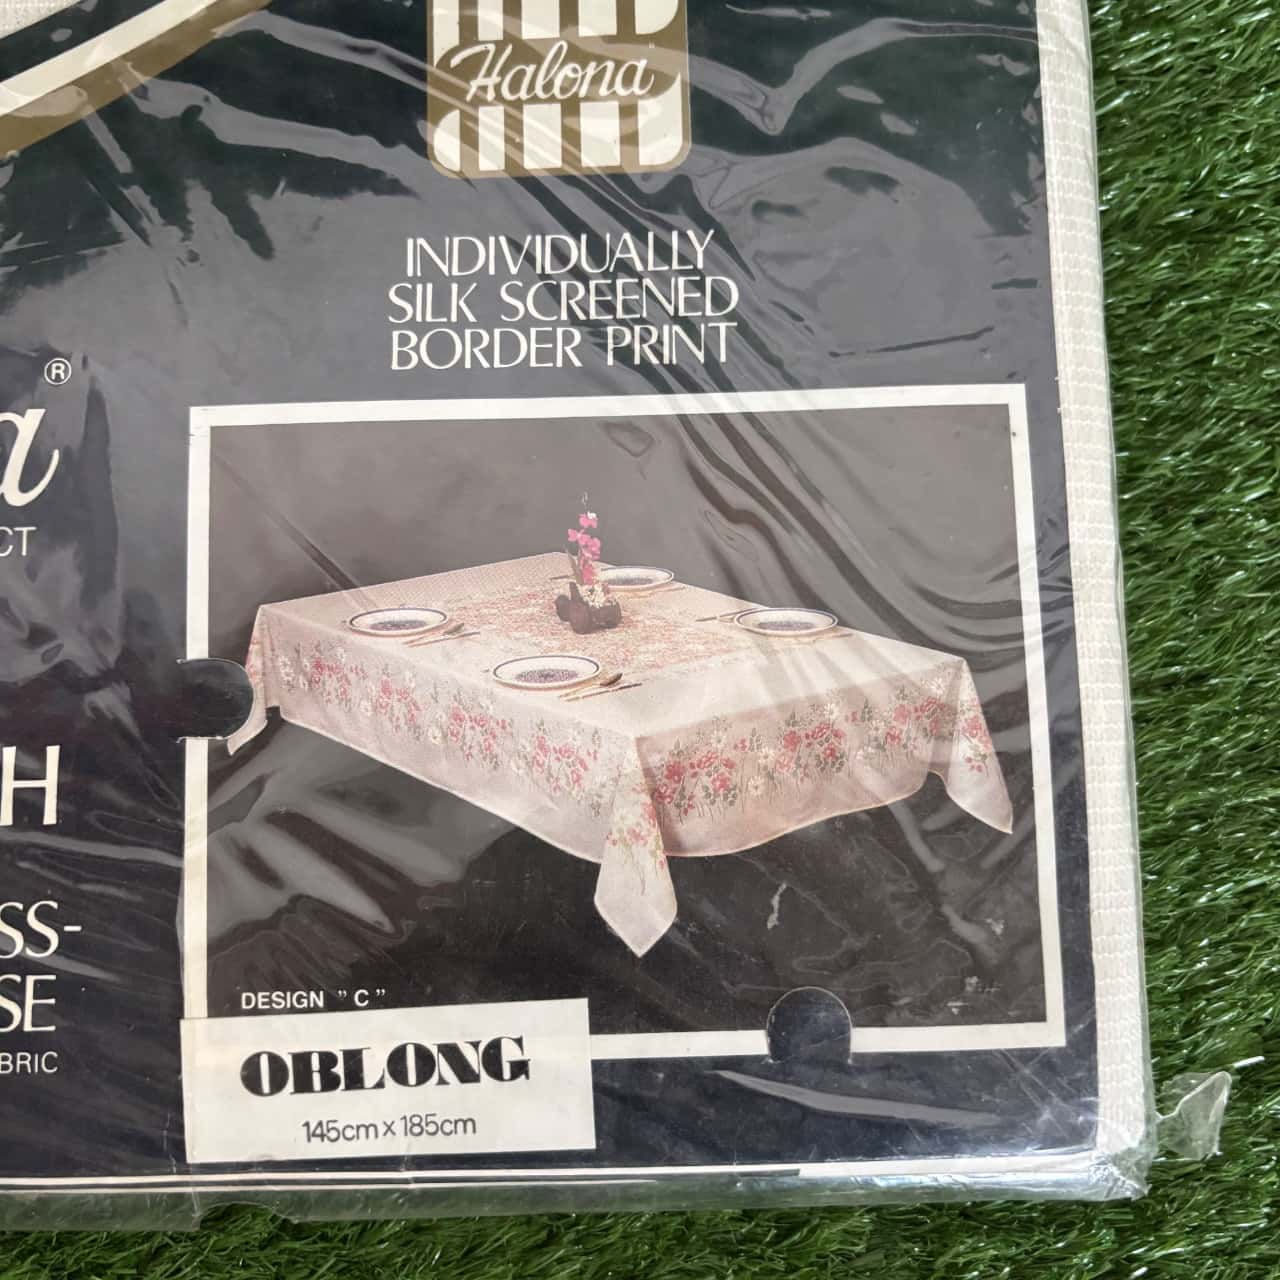 Halona
INDIVIDUALLY
SILK SCREENED
BORDER PRINT
®
a
CT
H
SS-
SE
BRIC
DESIGN "C"
OBLONG
145cm x 185cm